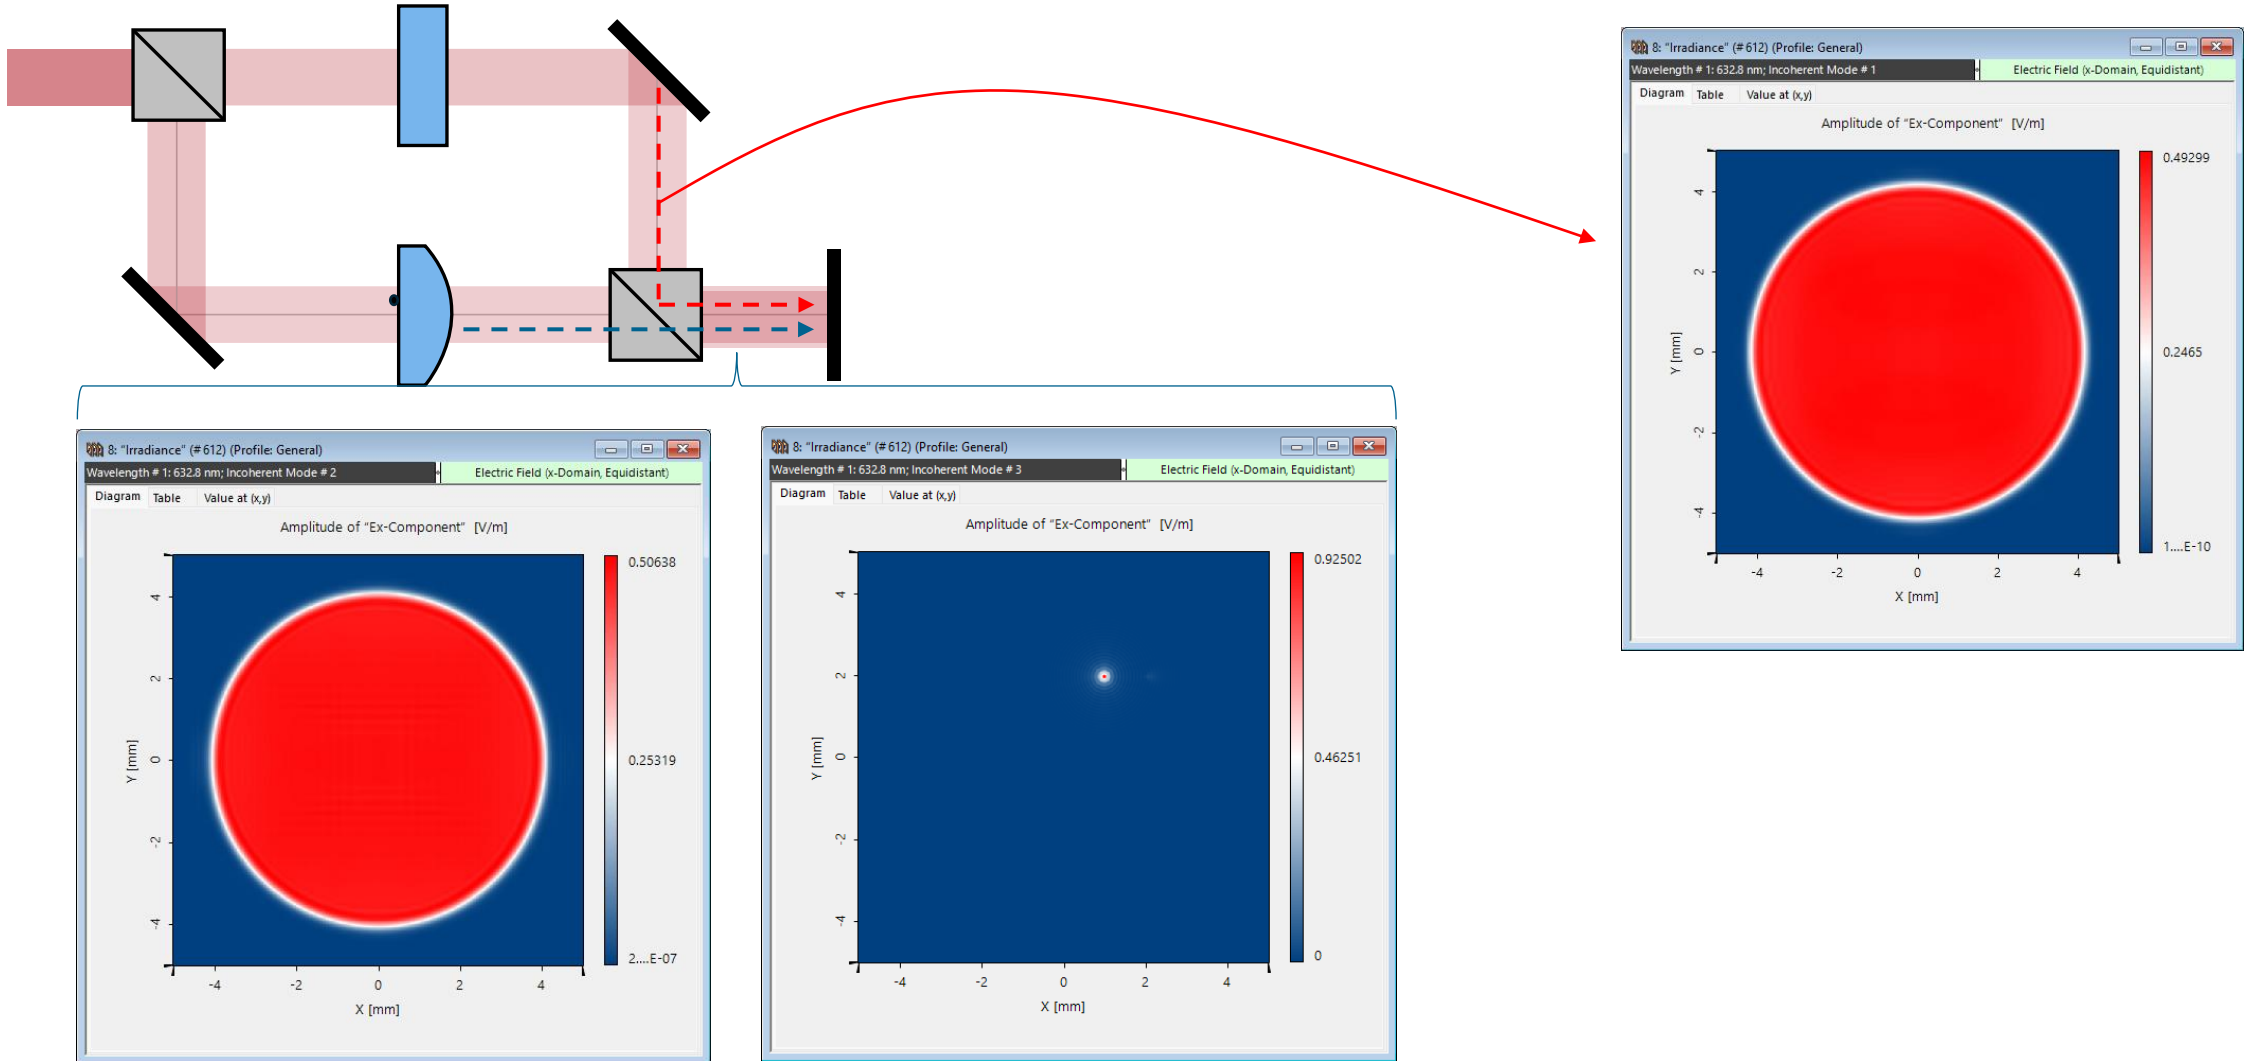 8: "Irradiance" (# 612) (Profile: General)
Wavelength # 1: 632.8 nm; Incoherent Mode # 1
Electric Field (x-Domain, Equidistant)
Diagram Table Value at (x,y)
Amplitude of "Ex-Component" [V/m]
0.49299
0.2465
1....E-10
4
2
0
-2
-4
Y [mm]
-4 -2 0 2 4
X [mm]
8: "Irradiance" (# 612) (Profile: General)
Wavelength # 1: 632.8 nm; Incoherent Mode # 2
Electric Field (x-Domain, Equidistant)
Diagram Table Value at (x,y)
Amplitude of "Ex-Component" [V/m]
0.50638
0.25319
2....E-07
4
2
0
-2
-4
Y [mm]
-4 -2 0 2 4
X [mm]
8: "Irradiance" (# 612) (Profile: General)
Wavelength # 1: 632.8 nm; Incoherent Mode # 3
Electric Field (x-Domain, Equidistant)
Diagram Table Value at (x,y)
Amplitude of "Ex-Component" [V/m]
0.92502
0.46251
0
4
2
0
-2
-4
Y [mm]
-4 -2 0 2 4
X [mm]